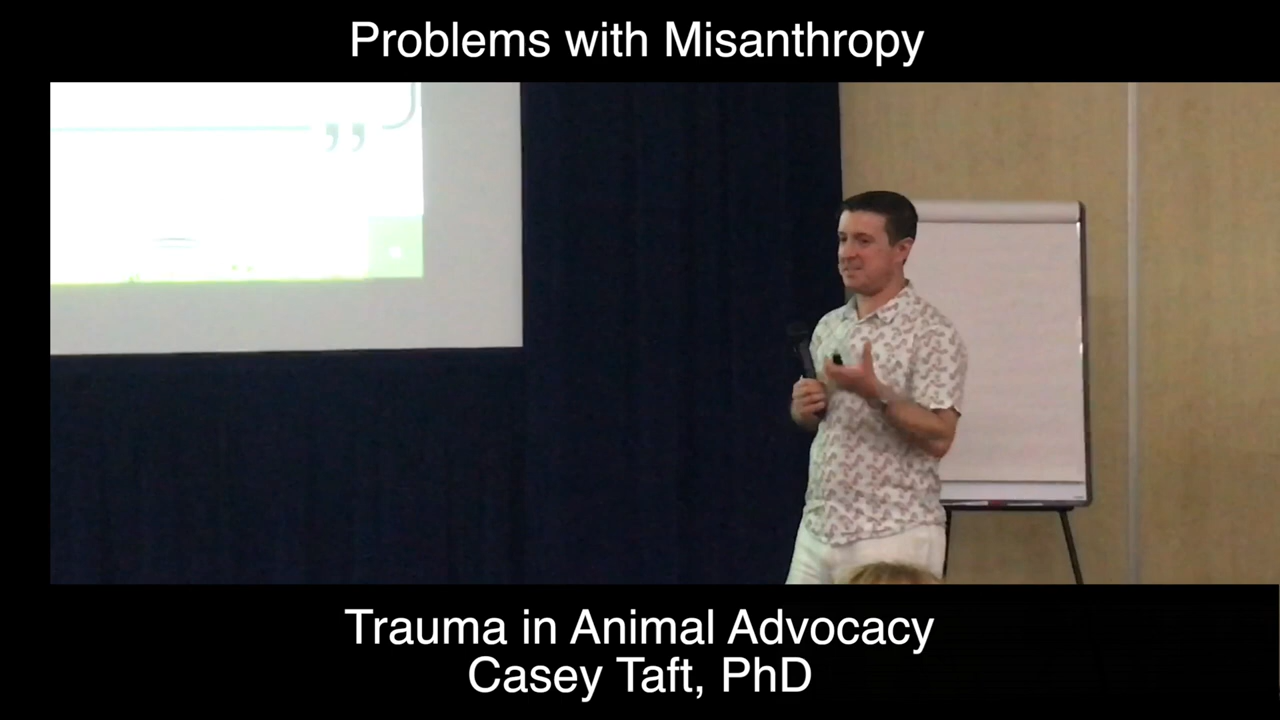 Problems with Misanthropy
”
Trauma in Animal Advocacy
Casey Taft, PhD